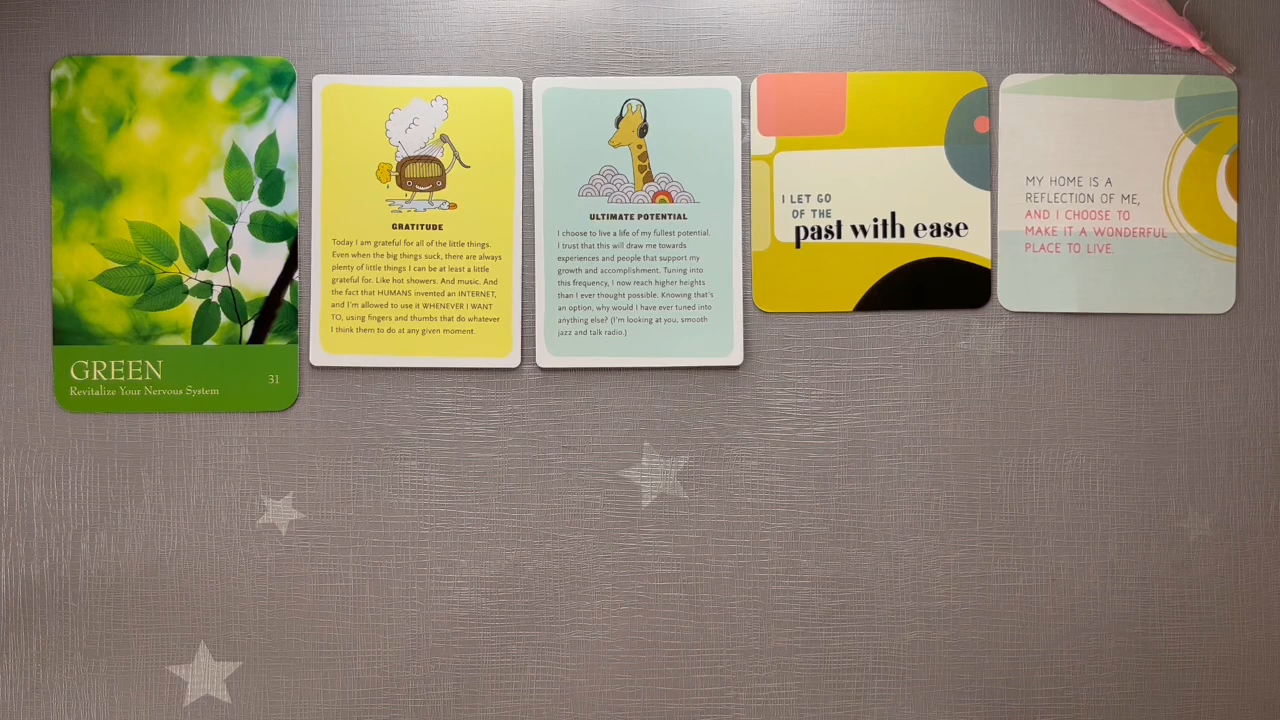 GREEN
Revitalize Your Nervous System
31
GRATITUDE
Today I am grateful for all of the little things.
Even when the big things suck, there are always
plenty of little things I can be at least a little
grateful for. Like hot showers. And music. And
the fact that HUMANS invented an INTERNET,
and I'm allowed to use it WHENEVER I WANT
TO, using fingers and thumbs that do whatever
I think them to do at any given moment.
ULTIMATE POTENTIAL
I choose to live a life of my fullest potential.
I trust that this will draw me towards
experiences and people that support my
growth and accomplishment. Tuning into
this frequency, I now reach higher heights
than I ever thought possible. Knowing that's
an option, why would I have ever tuned into
anything else? (I'm looking at you, smooth
jazz and talk radio.)
I LET GO
OF THE
past with ease
MY HOME IS A
REFLECTION OF ME,
AND I CHOOSE TO
MAKE IT A WONDERFUL
PLACE TO LIVE.